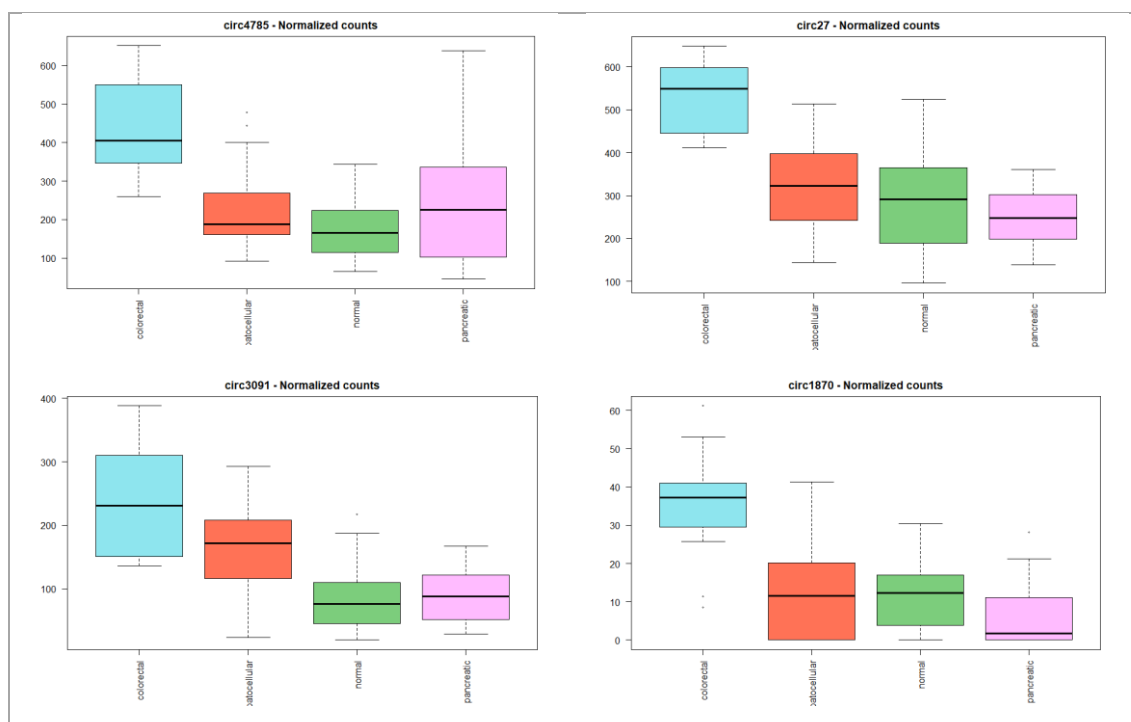 circ4785 - Normalized counts
600
500
400
300
200
100
colorectal
patocellular
normal
pancreatic
circ27 - Normalized counts
600
500
400
300
200
100
colorectal
patocellular
normal
pancreatic
circ3091 - Normalized counts
400
300
200
100
colorectal
patocellular
normal
pancreatic
circ1870 - Normalized counts
60
50
40
30
20
10
0
colorectal
patocellular
normal
pancreatic